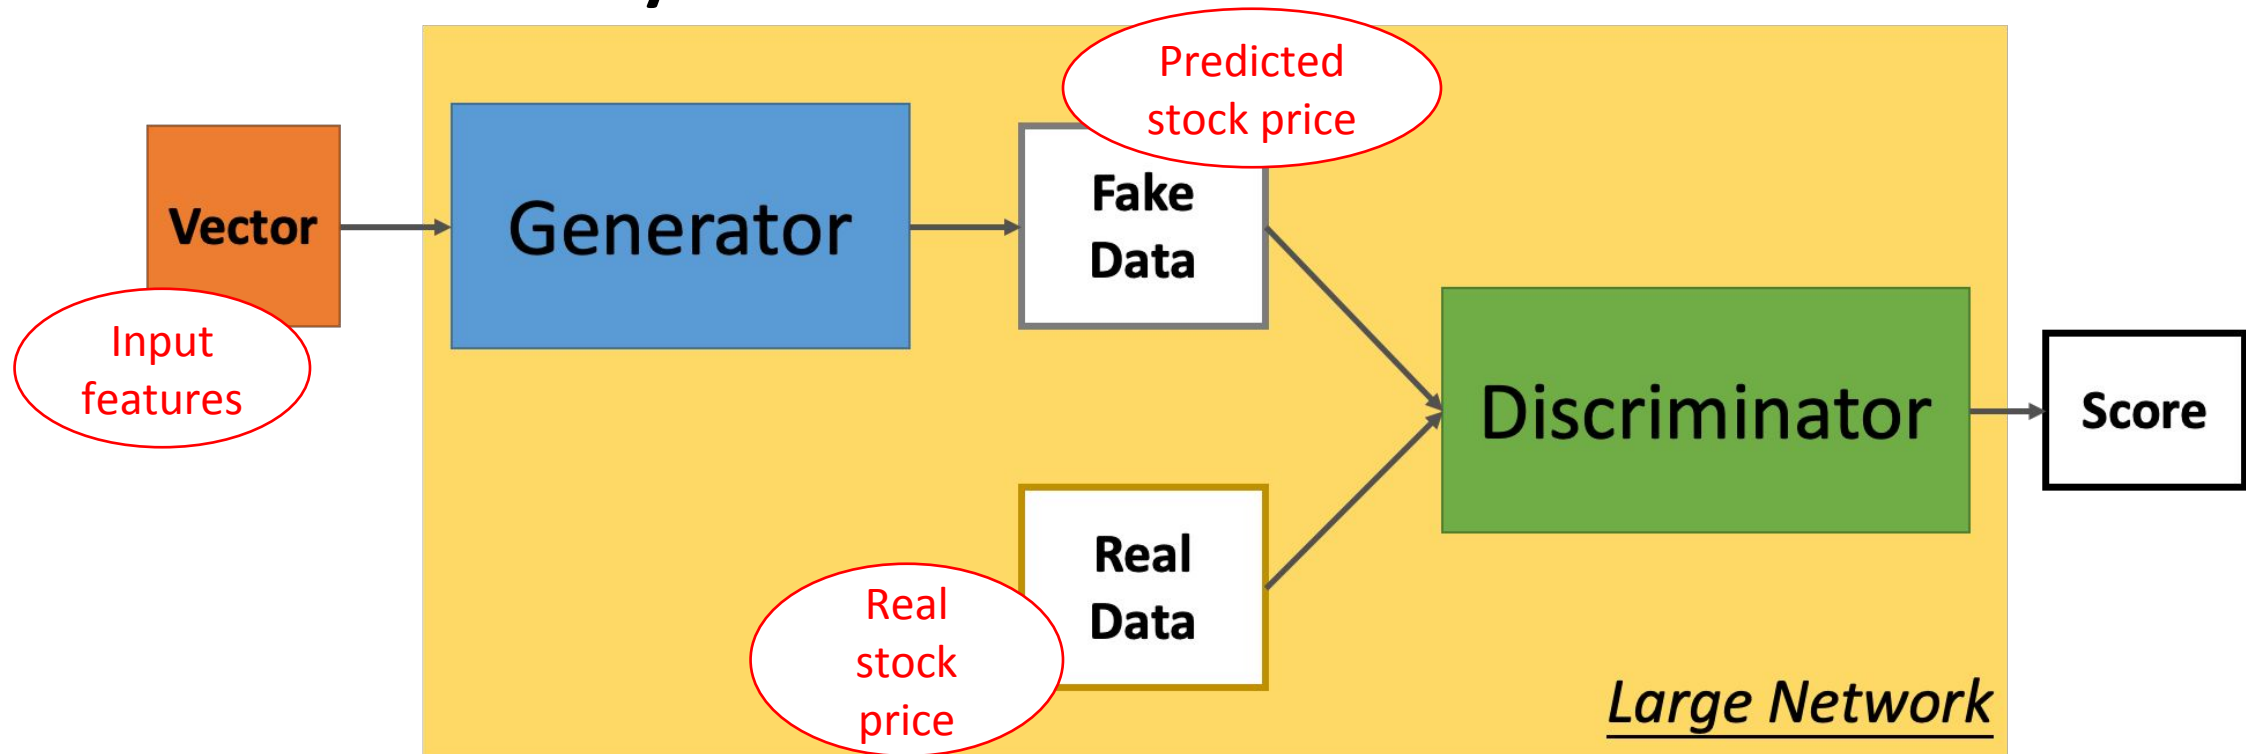 Predicted
stock price
Vector
Generator
Fake
Data
Input
features
Discriminator
Score
Real
Data
Real
stock
price
Large Network